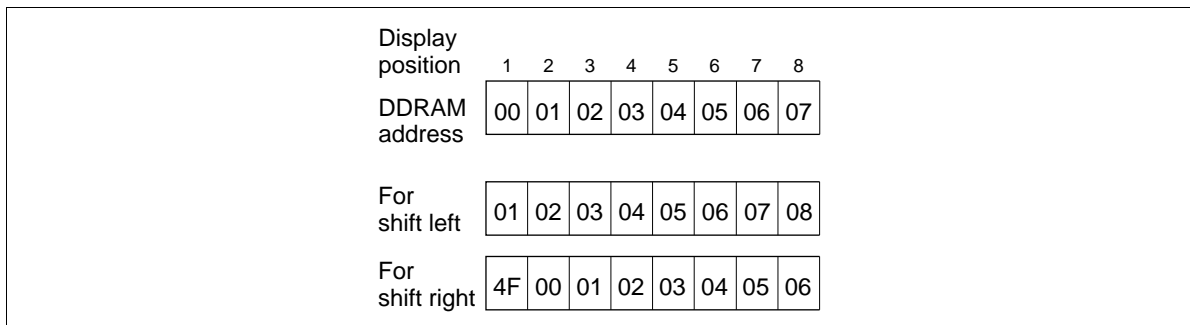 Display
position 1 2 3 4 5 6 7 8
DDRAM
address 00 01 02 03 04 05 06 07
For
shift left 01 02 03 04 05 06 07 08
For
shift right 4F 00 01 02 03 04 05 06